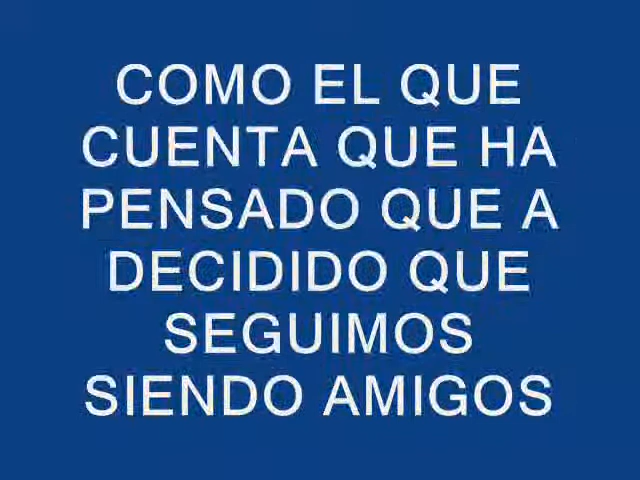 COMO EL QUE
CUENTA QUE HA
PENSADO QUE A
DECIDIDO QUE
SEGUIMOS
SIENDO AMIGOS